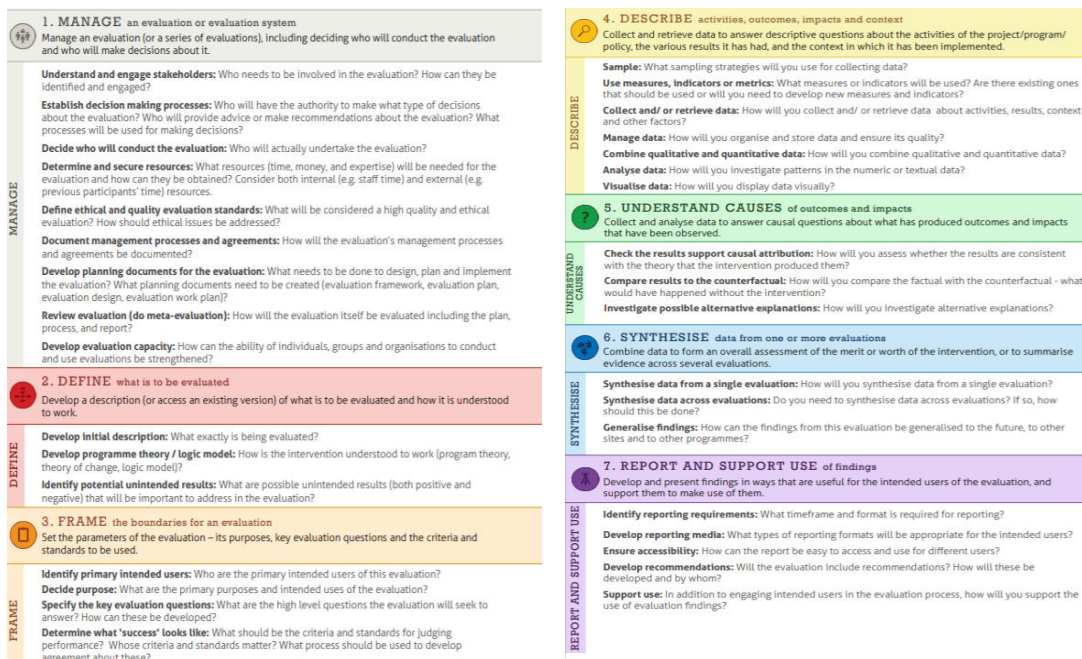 1. MANAGE an evaluation or evaluation system
Manage an evaluation (or a series of evaluations), including deciding who will conduct the evaluation
and who will make decisions about it.
MANAGE
Understand and engage stakeholders: Who needs to be involved in the evaluation? How can they be
identified and engaged?
Establish decision making processes: Who will have the authority to make what type of decisions
about the evaluation? Who will provide advice or make recommendations about the evaluation? What
processes will be used for making decisions?
Decide who will conduct the evaluation: Who will actually undertake the evaluation?
Determine and secure resources: What resources (time, money, and expertise) will be needed for the
evaluation and how can they be obtained? Consider both internal (e.g. staff time) and external (e.g.
previous participants' time) resources.
Define ethical and quality evaluation standards: What will be considered a high quality and ethical
evaluation? How should ethical issues be addressed?
Document management processes and agreements: How will the evaluation's management processes
and agreements be documented?
Develop planning documents for the evaluation: What needs to be done to design, plan and implement
the evaluation? What planning documents need to be created (evaluation framework, evaluation plan,
evaluation design, evaluation work plan)?
Review evaluation (do meta-evaluation): How will the evaluation itself be evaluated including the plan,
process, and report?
Develop evaluation capacity: How can the ability of individuals, groups and organisations to conduct
and use evaluations be strengthened?
2. DEFINE what is to be evaluated
Develop a description (or access an existing version) of what is to be evaluated and how it is understood
to work.
DEFINE
Develop initial description: What exactly is being evaluated?
Develop programme theory / logic model: How is the intervention understood to work (program theory,
theory of change, logic model)?
Identify potential unintended results: What are possible unintended results (both positive and
negative) that will be important to address in the evaluation?
3. FRAME the boundaries for an evaluation
Set the parameters of the evaluation – its purposes, key evaluation questions and the criteria and
standards to be used.
FRAME
Identify primary intended users: Who are the primary intended users of this evaluation?
Decide purpose: What are the primary purposes and intended uses of the evaluation?
Specify the key evaluation questions: What are the high level questions the evaluation will seek to
answer? How can these be developed?
Determine what 'success' looks like: What should be the criteria and standards for judging
performance? Whose criteria and standards matter? What process should be used to develop
agreement about these?
4. DESCRIBE activities, outcomes, impacts and context
Collect and retrieve data to answer descriptive questions about the activities of the project/program/
policy, the various results it has had, and the context in which it has been implemented.
DESCRIBE
Sample: What sampling strategies will you use for collecting data?
Use measures, indicators or metrics: What measures or indicators will be used? Are there existing ones
that should be used or will you need to develop new measures and indicators?
Collect and/ or retrieve data: How will you collect and/ or retrieve data about activities, results, context
and other factors?
Manage data: How will you organise and store data and ensure its quality?
Combine qualitative and quantitative data: How will you combine qualitative and quantitative data?
Analyse data: How will you investigate patterns in the numeric or textual data?
Visualise data: How will you display data visually?
?
5. UNDERSTAND CAUSES of outcomes and impacts
Collect and analyse data to answer causal questions about what has produced outcomes and impacts
that have been observed.
UNDERSTAND
CAUSES
Check the results support causal attribution: How will you assess whether the results are consistent
with the theory that the intervention produced them?
Compare results to the counterfactual: How will you compare the factual with the counterfactual - what
would have happened without the intervention?
Investigate possible alternative explanations: How will you investigate alternative explanations?
6. SYNTHESISE data from one or more evaluations
Combine data to form an overall assessment of the merit or worth of the intervention, or to summarise
evidence across several evaluations.
SYNTHESISE
Synthesise data from a single evaluation: How will you synthesise data from a single evaluation?
Synthesise data across evaluations: Do you need to synthesise data across evaluations? If so, how
should this be done?
Generalise findings: How can the findings from this evaluation be generalised to the future, to other
sites and to other programmes?
7. REPORT AND SUPPORT USE of findings
Develop and present findings in ways that are useful for the intended users of the evaluation, and
support them to make use of them.
REPORT AND SUPPORT USE
Identify reporting requirements: What timeframe and format is required for reporting?
Develop reporting media: What types of reporting formats will be appropriate for the intended users?
Ensure accessibility: How can the report be easy to access and use for different users?
Develop recommendations: Will the evaluation include recommendations? How will these be
developed and by whom?
Support use: In addition to engaging intended users in the evaluation process, how will you support the
use of evaluation findings?